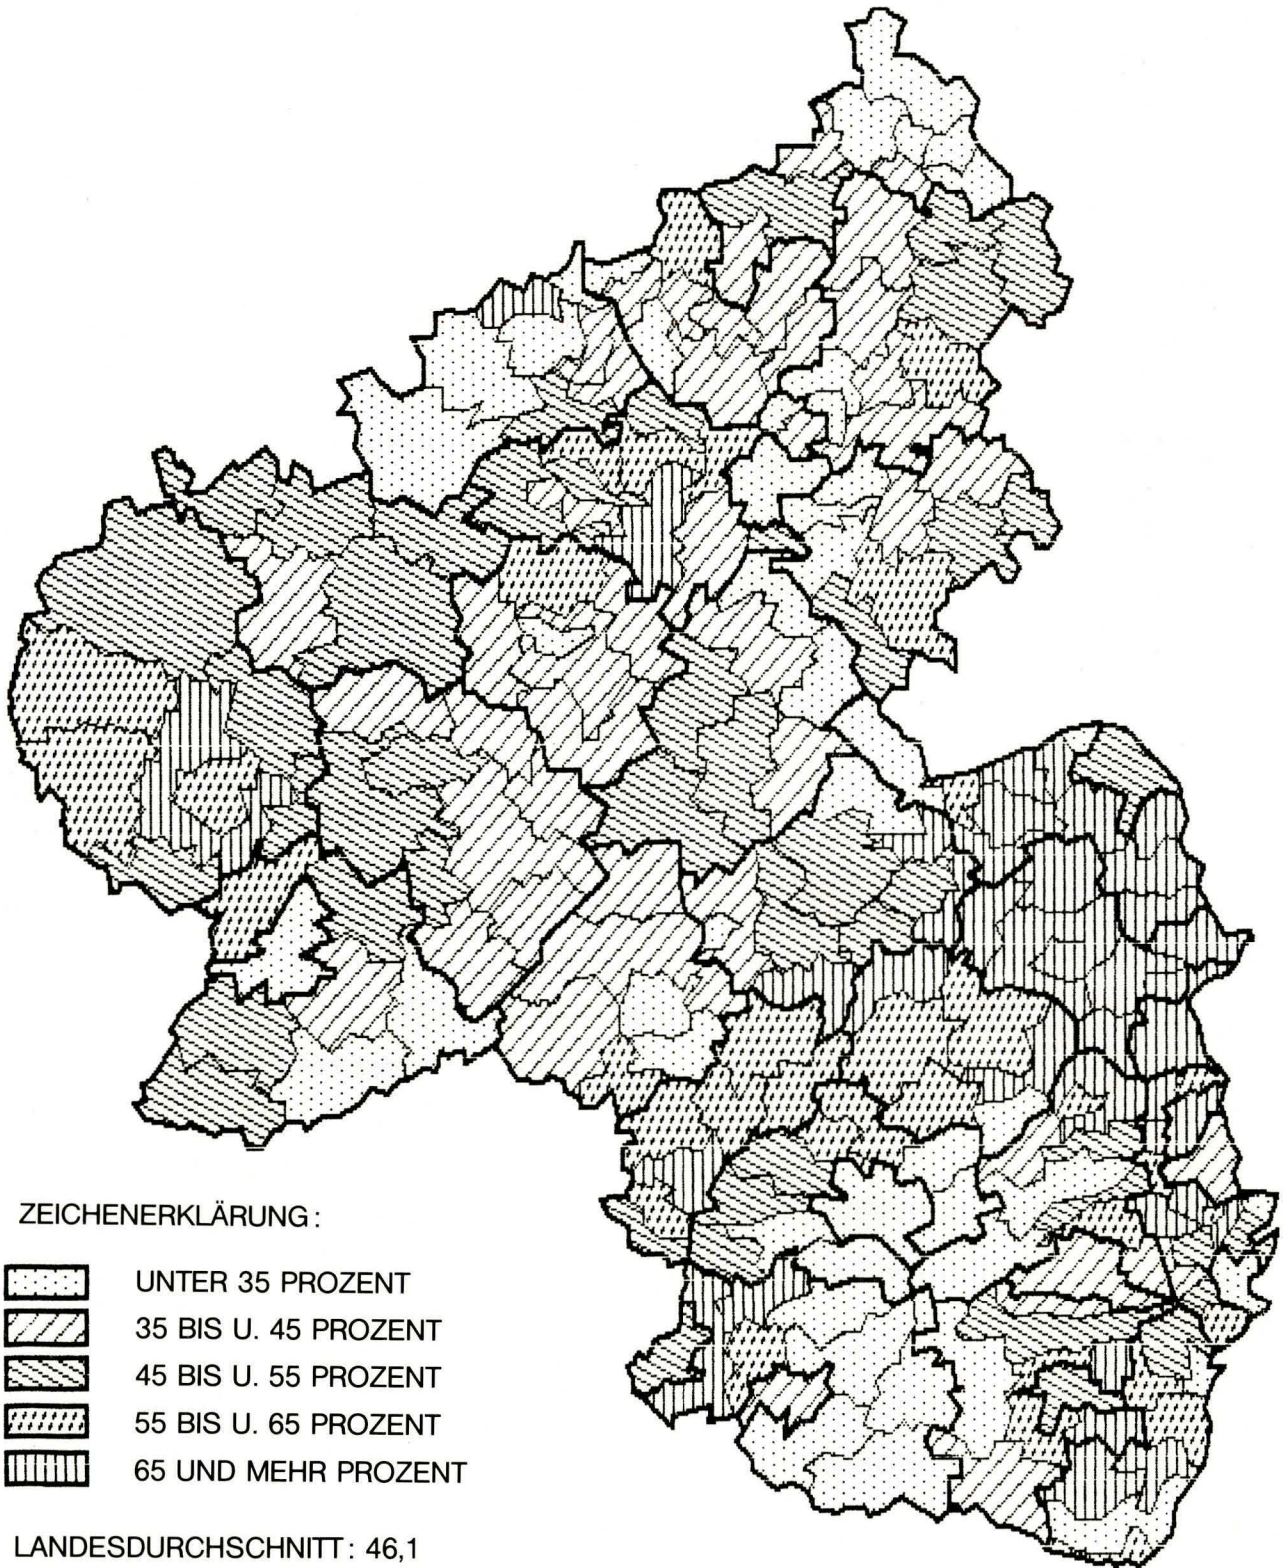 ZEICHENERKLÄRUNG:
UNTER 35 PROZENT
35 BIS U. 45 PROZENT
45 BIS U. 55 PROZENT
55 BIS U. 65 PROZENT
65 UND MEHR PROZENT
LANDESDURCHSCHNITT: 46,1